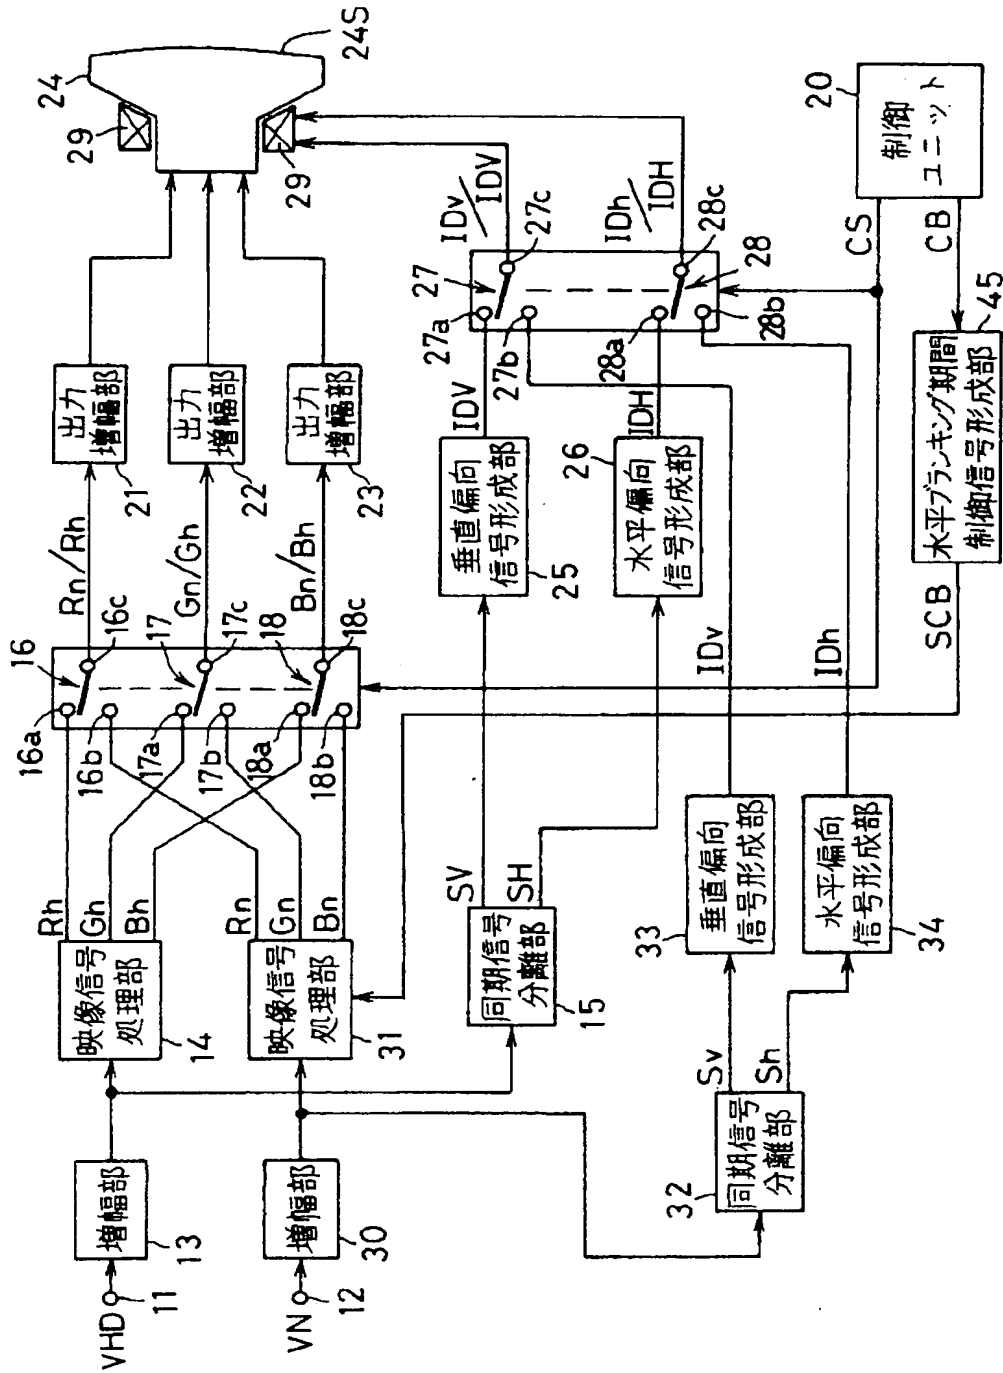 VHD
11
増幅部
13
映像信号
処理部
14
Rh
Gh
Bh
16a
16b
17a
17b
18a
18b
16
17
18
16c
17c
18c
Rn/Rh
Gn/Gh
Bn/Bh
出力
増幅部
21
出力
増幅部
22
出力
増幅部
23
24
24S
29
29
VN
12
増幅部
30
映像信号
処理部
31
Rn
Gn
Bn
同期信号
分離部
15
SV
SH
垂直偏向
信号形成部
25
水平偏向
信号形成部
26
IDV
IDH
27a
27b
28a
28b
27
28
27c
28c
IDv/IDV
IDh/IDH
同期信号
分離部
32
Sv
Sh
垂直偏向
信号形成部
33
水平偏向
信号形成部
34
IDv
IDh
SCB
水平ブランキング期間
制御信号形成部
45
CB
CS
制御
ユニット
20